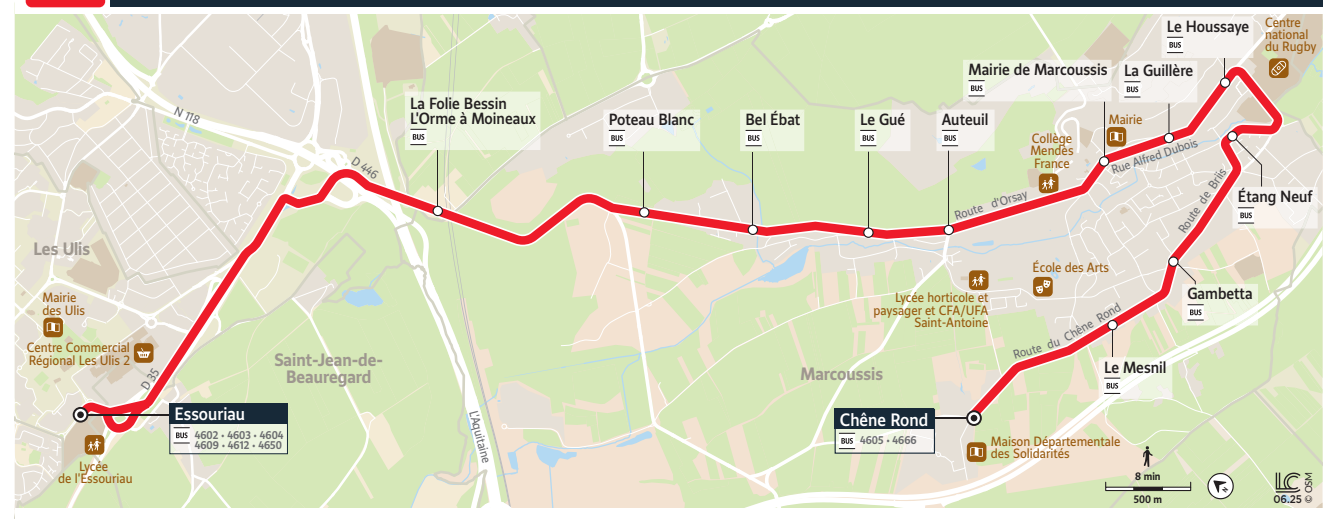 Le Houssaye
BUS
Centre
national
du Rugby
Mairie de Marcoussis
BUS
La Guillère
BUS
N 118
La Folie Bessin
L'Orme à Moineaux
BUS
Poteau Blanc
BUS
Bel Ébat
BUS
Le Gué
BUS
Auteuil
BUS
Mairie
Collège
Mendès
France
Rue Alfred Dubois
D 446
Étang Neuf
BUS
Route d'Orsay
Route de Briis
Les Ulis
École des Arts
Mairie
des Ulis
Lycée horticole et
paysager et CFA/UFA
Saint-Antoine
Gambetta
BUS
Centre Commercial
Régional Les Ulis 2
Route du Chêne Rond
Saint-Jean-de-
Beauregard
Marcoussis
Le Mesnil
BUS
D 35
Essouriau
BUS 4602 • 4603 • 4604
4609 • 4612 • 4650
L'Aquitaine
Chêne Rond
BUS 4605 • 4666
Maison Départementale
des Solidarités
Lycée
de l'Essouriau
8 min
500 m
LC
06.25 © OSM